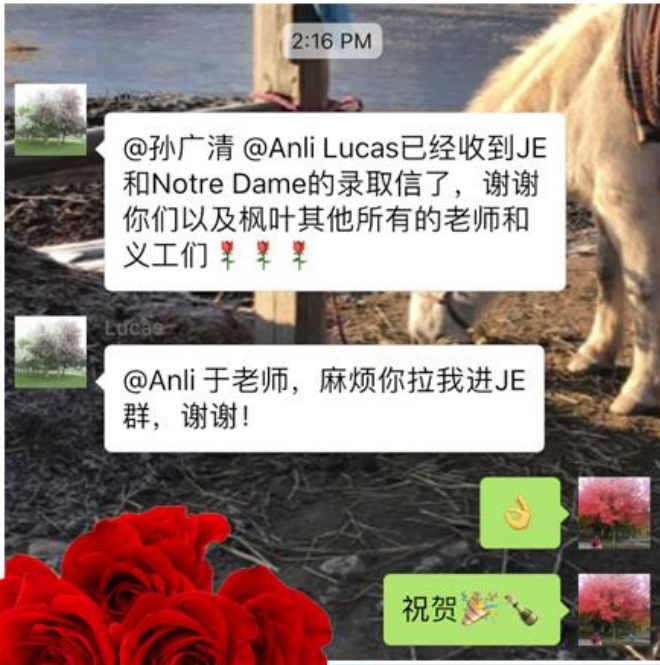 2:16 PM
Lucas
@孙广清 @Anli Lucas已经收到JE
和Notre Dame的录取信了，谢谢
你们以及枫叶其他所有的老师和
义工们🌹 🌹 🌹
Lucas
@Anli 于老师，麻烦你拉我进JE
群，谢谢！
👌
祝贺🎉🍾